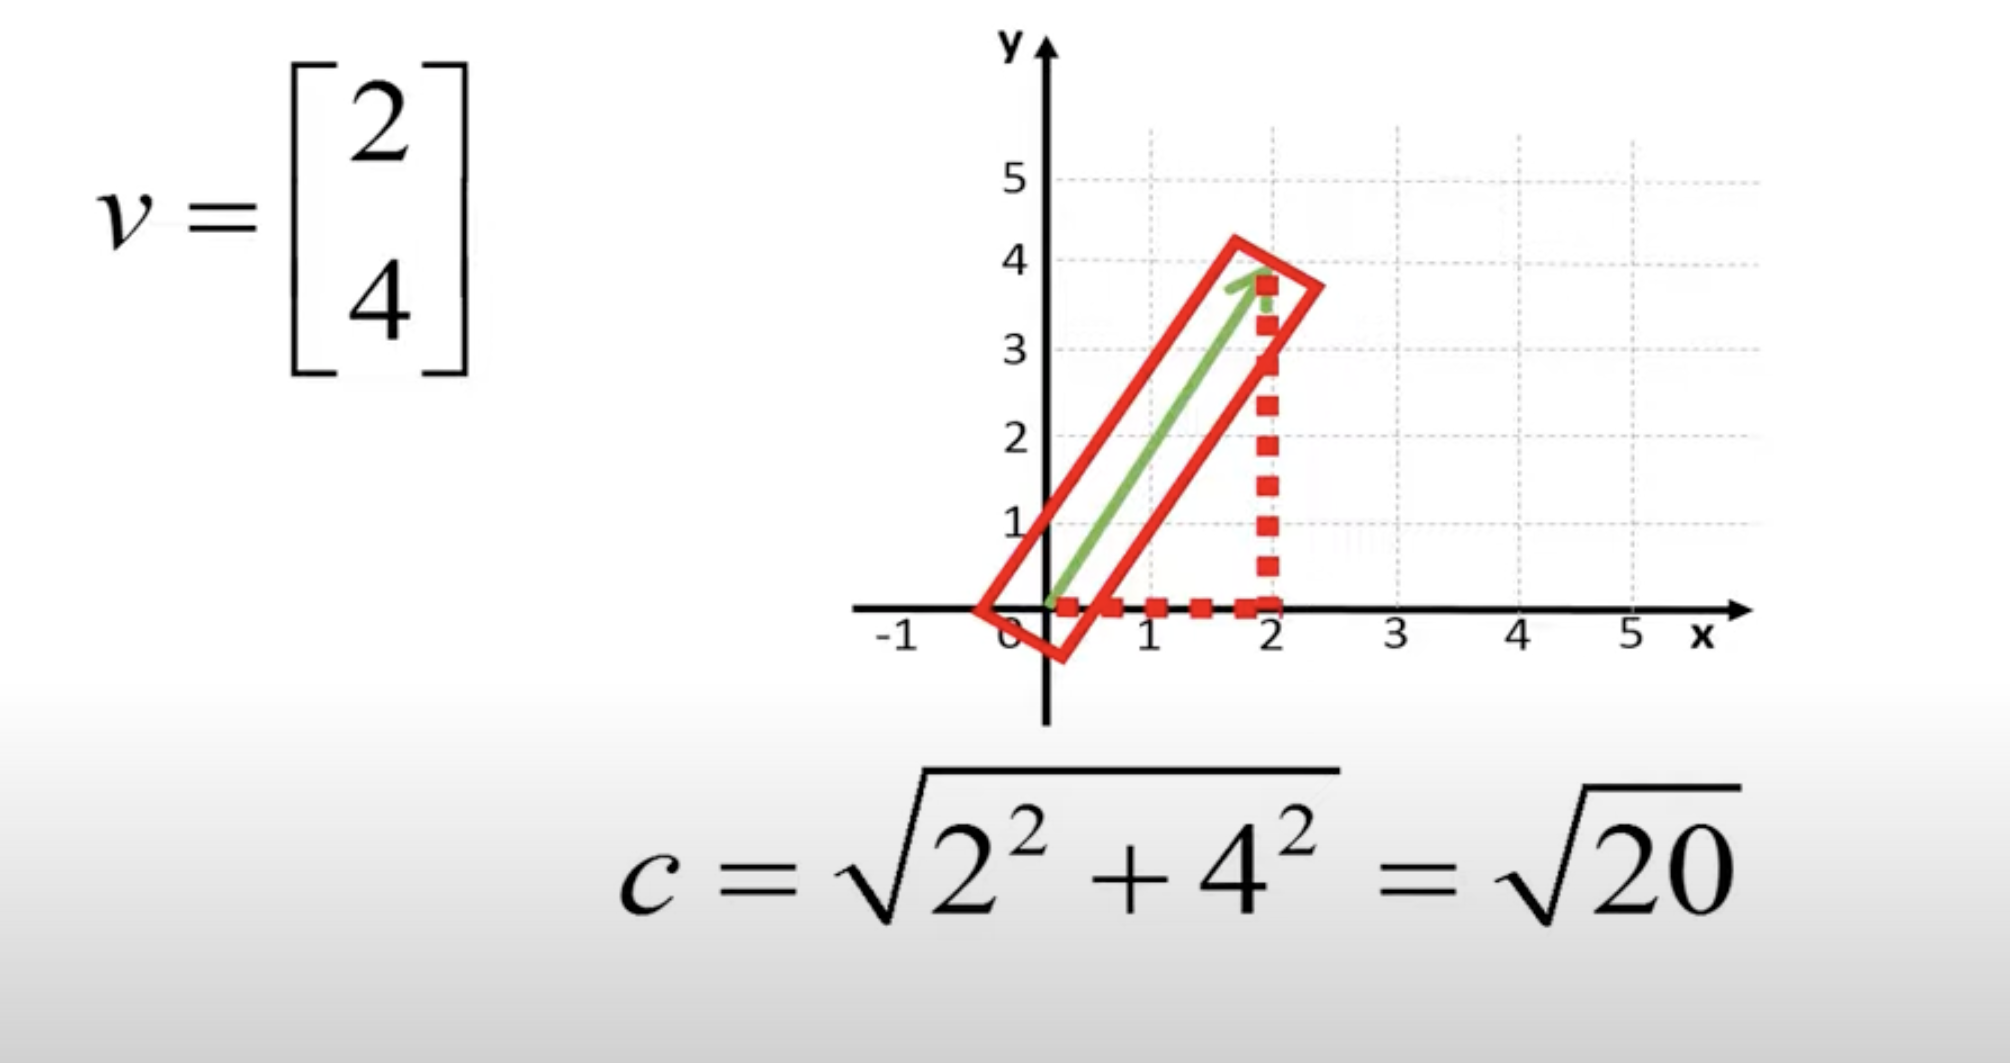 v = [2
4]
y
5
4
3
2
1
-1 0 1 2 3 4 5 x
c = √(2² + 4²) = √20